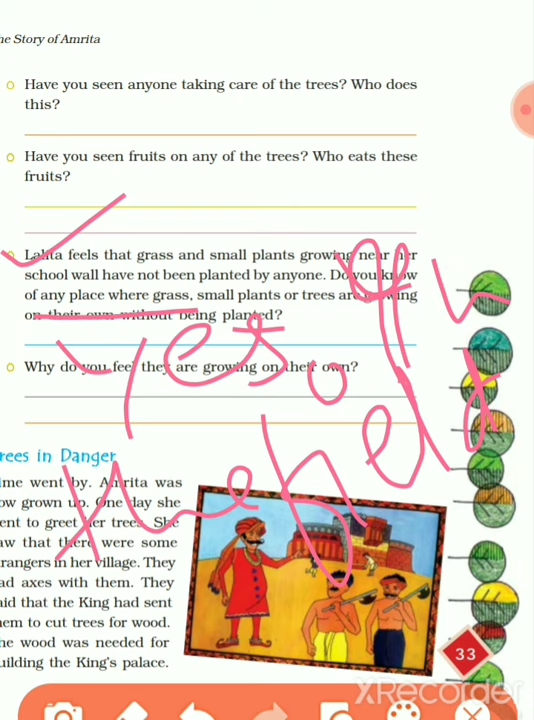 he Story of Amrita
Have you seen anyone taking care of the trees? Who does
this?
Have you seen fruits on any of the trees? Who eats these
fruits?
Lalita feels that grass and small plants growing near her
school wall have not been planted by anyone. Do you know
of any place where grass, small plants or trees are growing
on their own without being planted?
Yes
Why do you feel they are growing on their own?
the field
rees in Danger
ime went by. Amrita was
ow grown up. One day she
ent to greet her trees. She
aw that there were some
rangers in her village. They
ad axes with them. They
aid that the King had sent
hem to cut trees for wood.
he wood was needed for
uilding the King's palace.
33
XRecorder